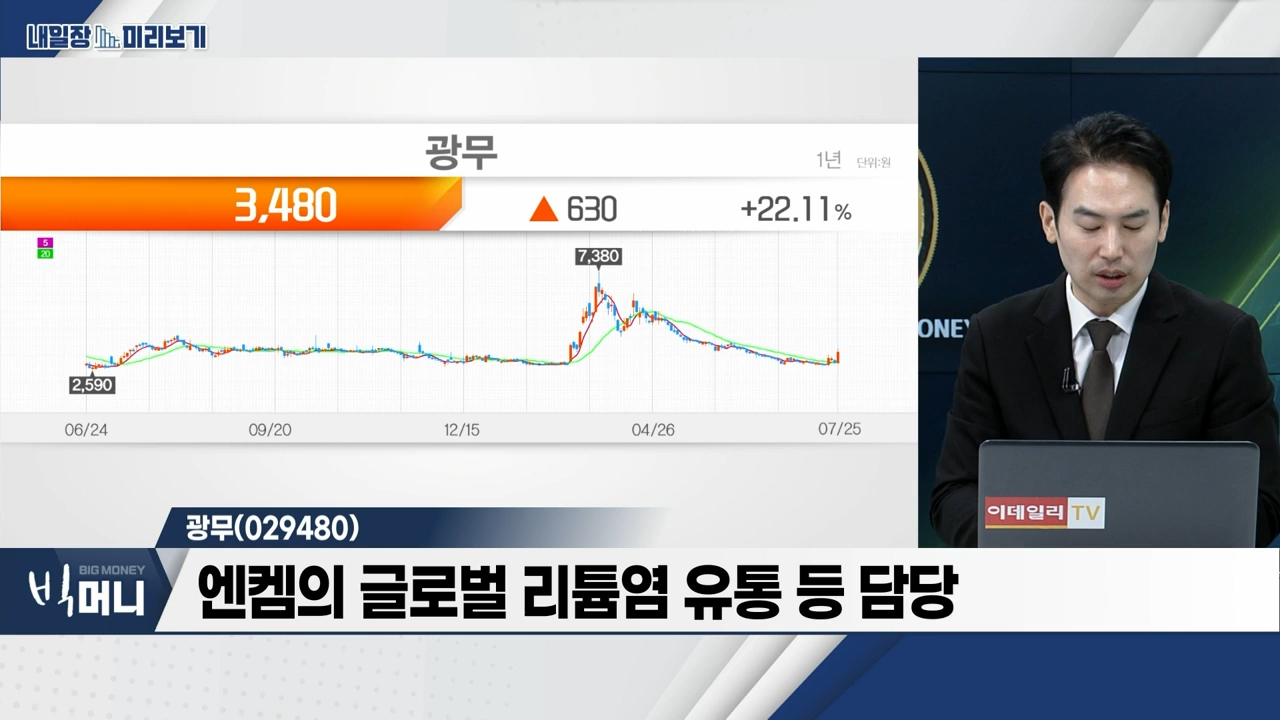 내일장 미리보기
광무
1년 단위:원
3,480 ▲ 630 +22.11%
5
20
7,380
2,590
06/24 09/20 12/15 04/26 07/25
ONEY
이데일리 TV
광무(029480)
BIG MONEY
빅머니
엔켐의 글로벌 리튬염 유통 등 담당